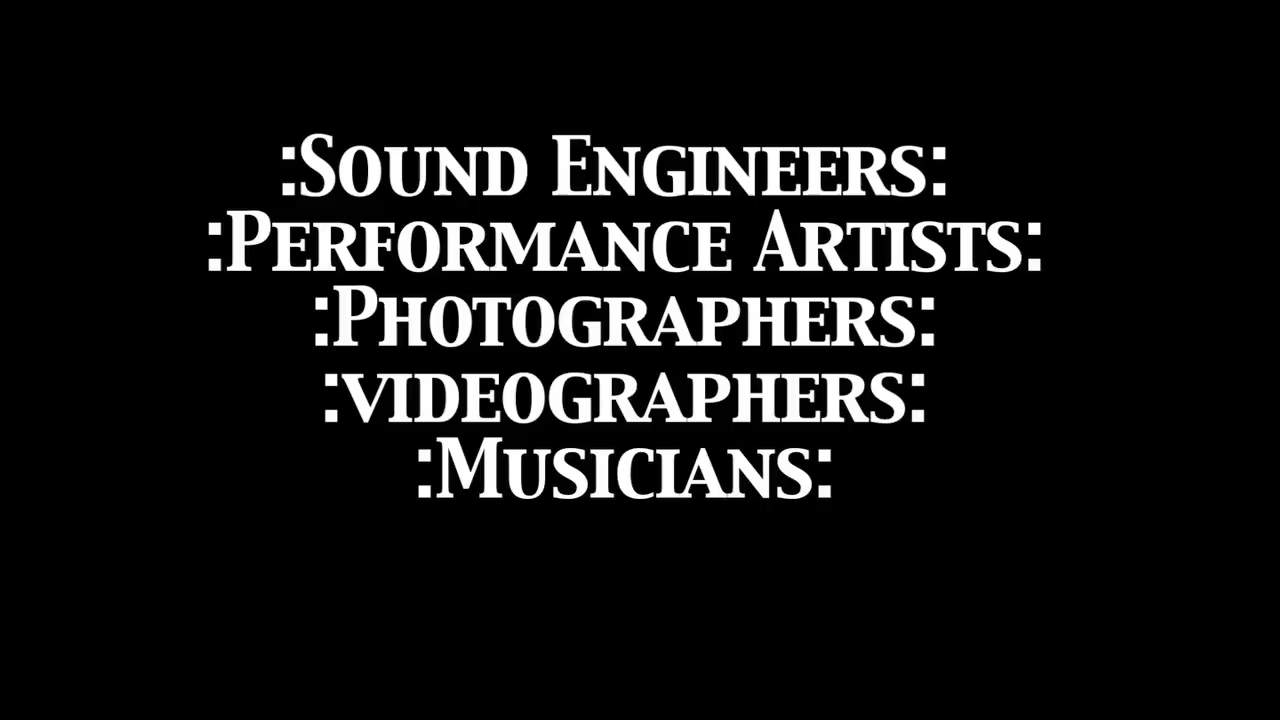 :Sound Engineers:
:Performance Artists:
:Photographers:
:videographers:
:Musicians: